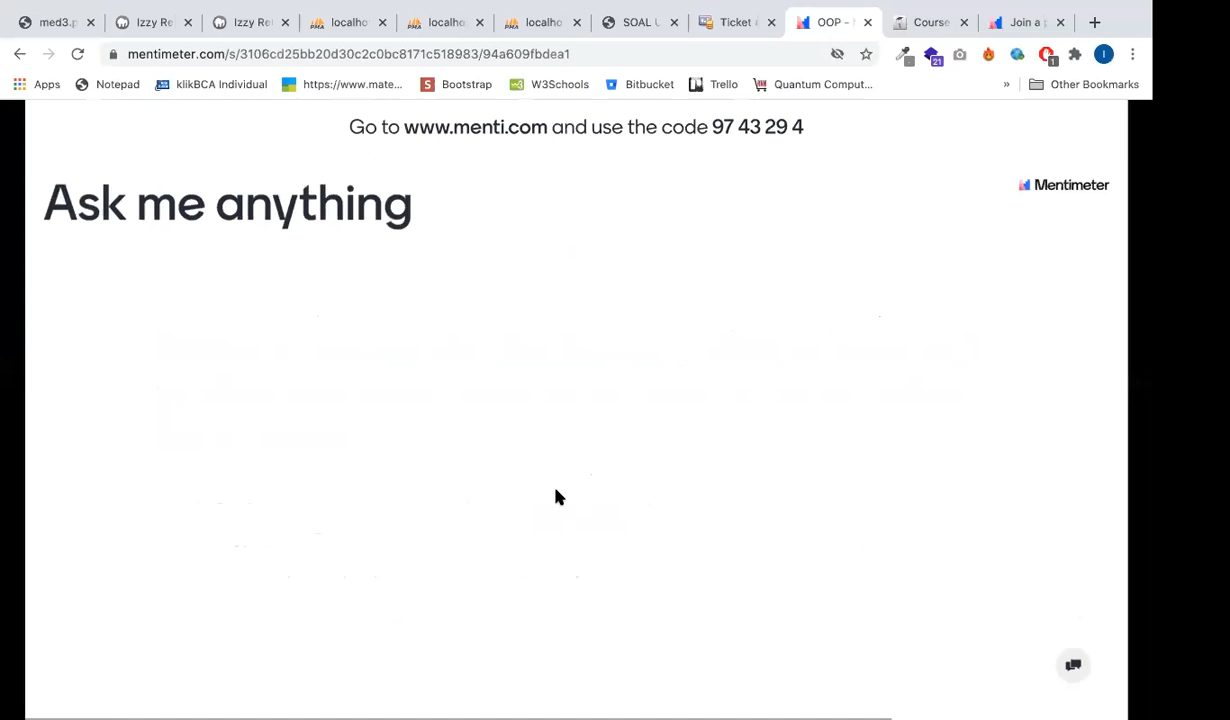 med3.p
Izzy Re
Izzy Re
localho
localho
localho
SOAL U
Ticket
OOP –
Course
Join a
mentimeter.com/s/3106cd25bb20d30c2c0bc8171c518983/94a609fbdea1
21
1
I
Apps
Notepad
klikBCA Individual
https://www.mate...
Bootstrap
W3Schools
Bitbucket
Trello
Quantum Comput...
»
Other Bookmarks
Go to www.menti.com and use the code 97 43 29 4
Ask me anything
Mentimeter